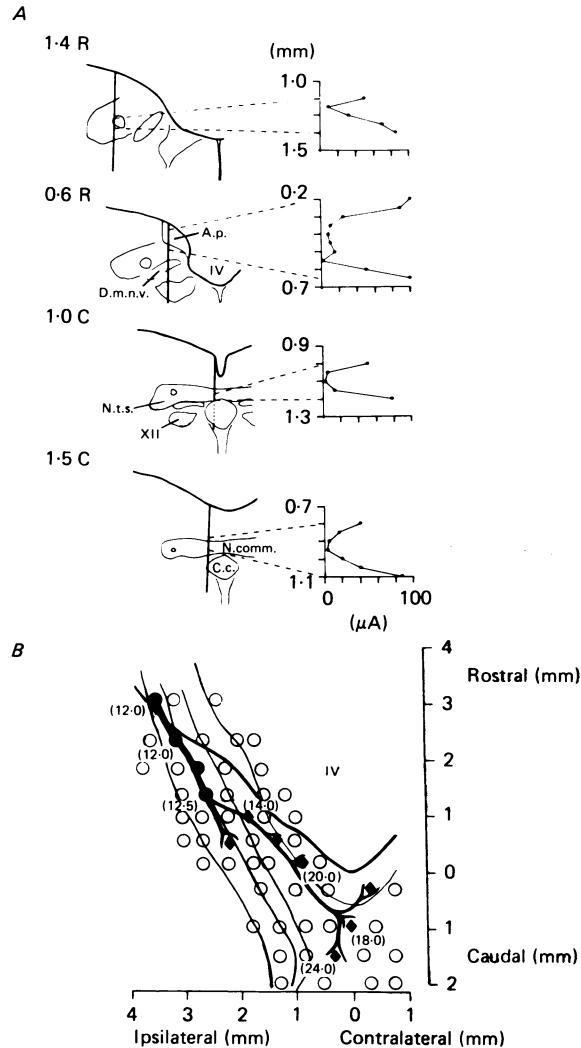 A
1·4 R
(mm)
1·0
1·5
0·6 R
0·2
A.p.
IV
D.m.n.v.
0·7
1·0 C
0·9
N.t.s.
XII
1·3
1·5 C
0·7
N.comm.
C.c.
1·1
0 100
(μA)
B
4
Rostral (mm)
3
(12·0)
(12·0)
2
IV
(12·5) (14·0)
1
0
(20·0)
1
(18·0)
(24·0)
Caudal (mm)
2
4 3 2 1 0 1
Ipsilateral (mm) Contralateral (mm)